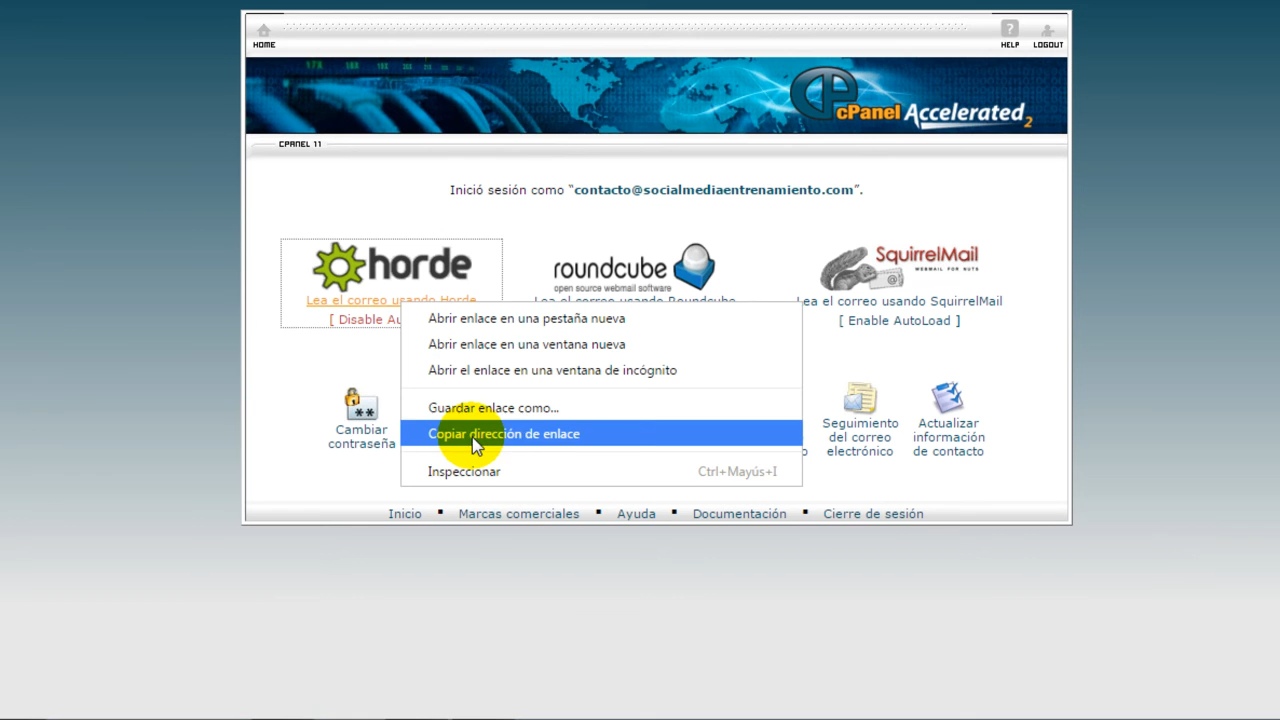 HOME
HELP
LOGOUT
cPanel Accelerated2
CPANEL 11
Inició sesión como “contacto@socialmediaentrenamiento.com”.
horde
roundcube
open source webmail software
SquirrelMail
WEBMAIL FOR NUTS
Lea el correo usando Horde
Lea el correo usando Roundcube
Lea el correo usando SquirrelMail
[ Disable Au
[ Enable AutoLoad ]
Abrir enlace en una pestaña nueva
Abrir enlace en una ventana nueva
Abrir el enlace en una ventana de incógnito
Guardar enlace como...
Copiar dirección de enlace
Inspeccionar Ctrl+Mayús+I
Cambiar
contraseña
Seguimiento
del correo
electrónico
Actualizar
información
de contacto
Inicio ▪ Marcas comerciales ▪ Ayuda ▪ Documentación ▪ Cierre de sesión